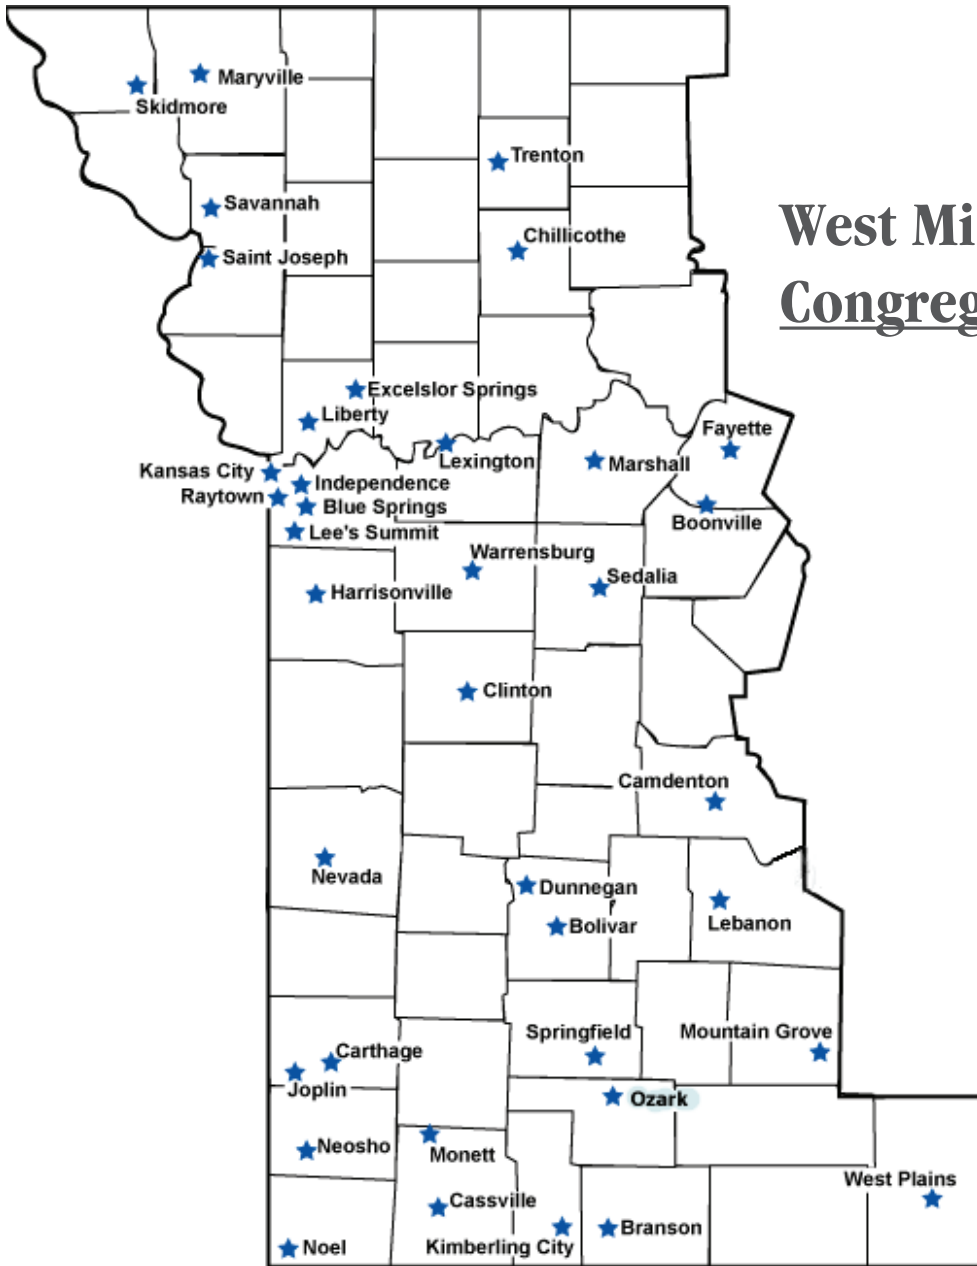 Maryville
Skidmore
Trenton
Savannah
West Mi
Chillicothe
Saint Joseph
Congreg
Excelslor Springs
Liberty
Fayette
Lexington
Marshall
Kansas City
Independence
Raytown
Blue Springs
Boonville
Lee's Summit
Warrensburg
Sedalia
Harrisonville
Clinton
Camdenton
Nevada
Dunnegan
Bolivar
Lebanon
Springfield
Mountain Grove
Carthage
Joplin
Ozark
Neosho
Monett
West Plains
Cassville
Branson
Kimberling City
Noel